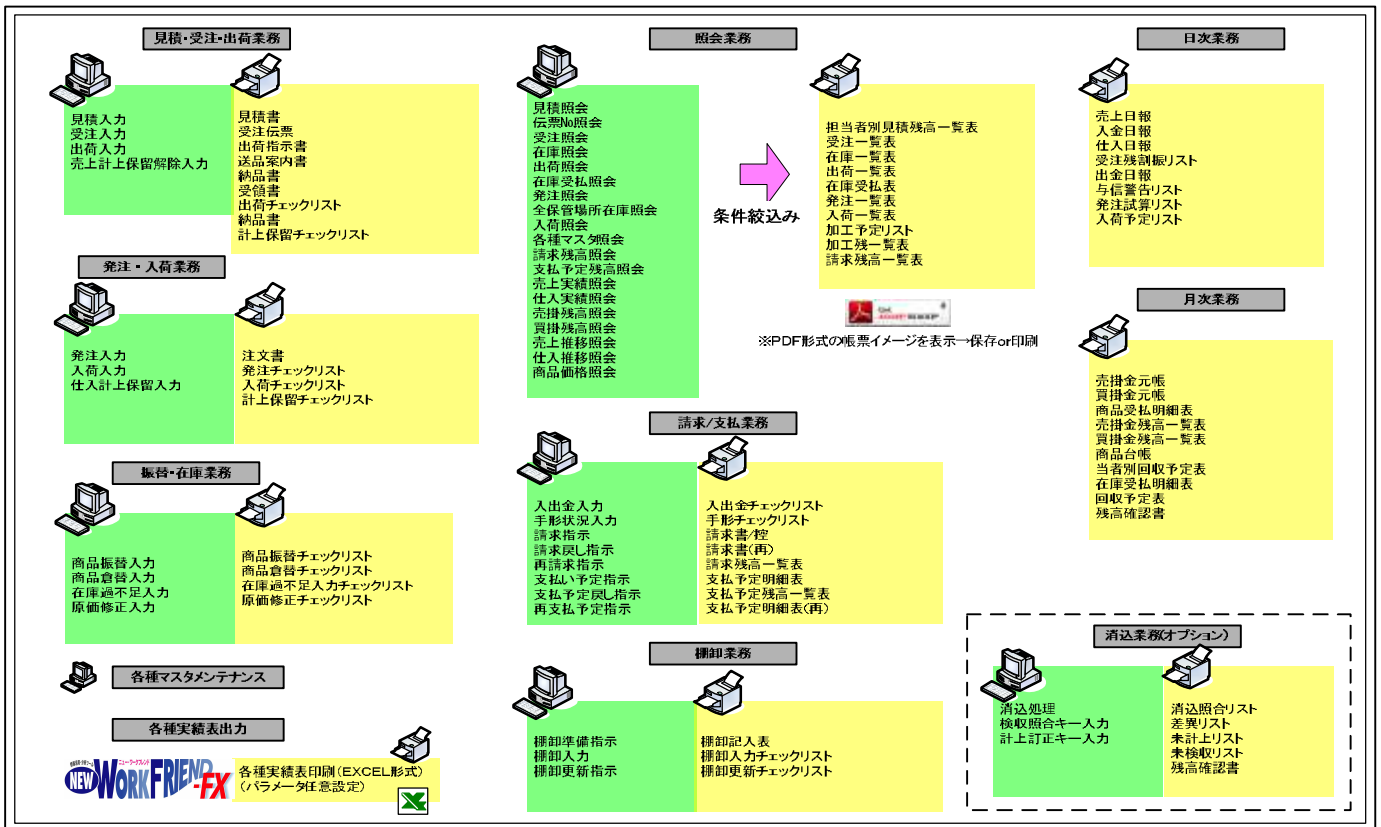 見積・受注・出荷業務
見積入力
受注入力
出荷入力
売上計上保留解除入力
見積書
受注伝票
出荷指示書
送品案内書
納品書
受領書
出荷チェックリスト
納品書
計上保留チェックリスト
発注・入荷業務
発注入力
入荷入力
仕入計上保留入力
注文書
発注チェックリスト
入荷チェックリスト
計上保留チェックリスト
振替・在庫業務
商品振替入力
商品倉替入力
在庫過不足入力
原価修正入力
商品振替チェックリスト
商品倉替チェックリスト
在庫過不足入力チェックリスト
原価修正チェックリスト
各種マスタメンテナンス
各種実績表出力
ニューワークフレンド
NEW WORK FRIEND-FX
各種実績表印刷(EXCEL形式)
(パラメータ任意設定)
照会業務
見積照会
伝票No照会
受注照会
在庫照会
出荷照会
在庫受払照会
発注照会
全保管場所在庫照会
入荷照会
各種マスタ照会
請求残高照会
支払予定残高照会
売上実績照会
仕入実績照会
売掛残高照会
買掛残高照会
売上推移照会
仕入推移照会
商品価格照会
条件絞込み
担当者別見積残高一覧表
受注一覧表
在庫一覧表
出荷一覧表
在庫受払表
発注一覧表
入荷一覧表
加工予定リスト
加工残一覧表
請求残高一覧表
※PDF形式の帳票イメージを表示→保存or印刷
請求/支払業務
入出金入力
手形状況入力
請求指示
請求戻し指示
再請求指示
支払い予定指示
支払予定戻し指示
再支払予定指示
入出金チェックリスト
手形チェックリスト
請求書/控
請求書(再)
請求残高一覧表
支払予定明細表
支払予定残高一覧表
支払予定明細表(再)
棚卸業務
棚卸準備指示
棚卸入力
棚卸更新指示
棚卸記入表
棚卸入力チェックリスト
棚卸更新チェックリスト
日次業務
売上日報
入金日報
仕入日報
受注残割振リスト
出金日報
与信警告リスト
発注試算リスト
入荷予定リスト
月次業務
売掛金元帳
買掛金元帳
商品受払明細表
売掛金残高一覧表
買掛金残高一覧表
商品台帳
当者別回収予定表
在庫受払明細表
回収予定表
残高確認書
消込業務(オプション)
消込処理
検収照合キー入力
計上訂正キー入力
消込照合リスト
差異リスト
未計上リスト
未検収リスト
残高確認書